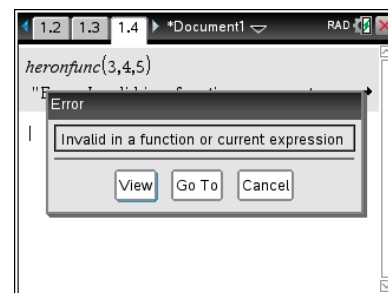 1.2 1.3 1.4 *Document1 RAD
heronfunc(3,4,5)
Error
Invalid in a function or current expression
View Go To Cancel